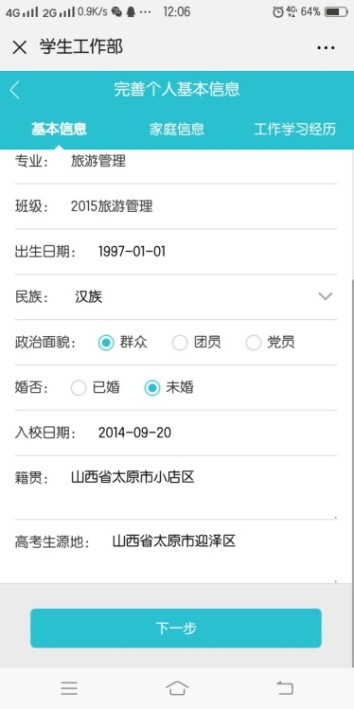 4G 2G 0.9K/s ... 12:06 64%
学生工作部
完善个人基本信息
基本信息 家庭信息 工作学习经历
专业： 旅游管理
班级： 2015旅游管理
出生日期： 1997-01-01
民族： 汉族
政治面貌： 群众 团员 党员
婚否： 已婚 未婚
入校日期： 2014-09-20
籍贯： 山西省太原市小店区
高考生源地： 山西省太原市迎泽区
下一步